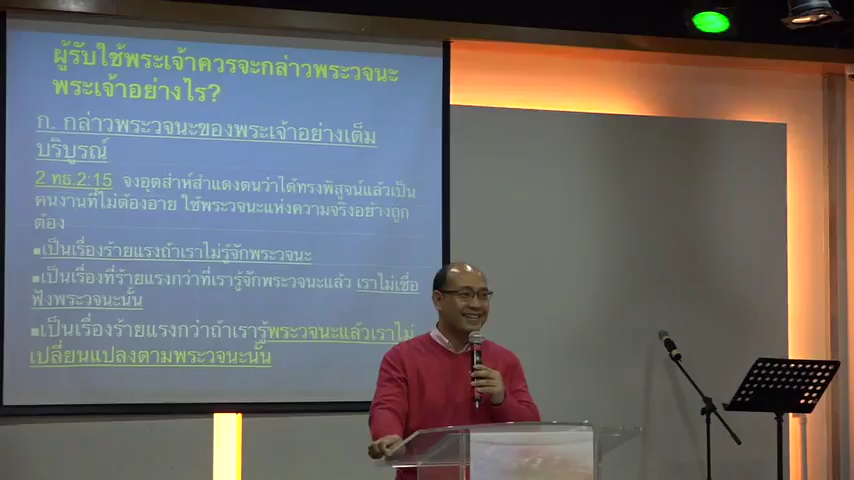 ผู้รับใช้พระเจ้าควรจะกล่าวพระวจนะ
พระเจ้าอย่างไร?
ก. กล่าวพระวจนะของพระเจ้าอย่างเต็ม
บริบูรณ์
2 ทธ.2:15 จงอุตส่าห์สำแดงตนว่าได้ทรงพิสูจน์แล้วเป็น
คนงานที่ไม่ต้องอาย ใช้พระวจนะแห่งความจริงอย่างถูก
ต้อง
▪เป็นเรื่องร้ายแรงถ้าเราไม่รู้จักพระวจนะ
▪เป็นเรื่องที่ร้ายแรงกว่าที่เรารู้จักพระวจนะแล้ว เราไม่เชื่อ
ฟังพระวจนะนั้น
▪เป็นเรื่องร้ายแรงกว่าถ้าเรารู้พระวจนะแล้วเราไม่
เปลี่ยนแปลงตามพระวจนะนั้น